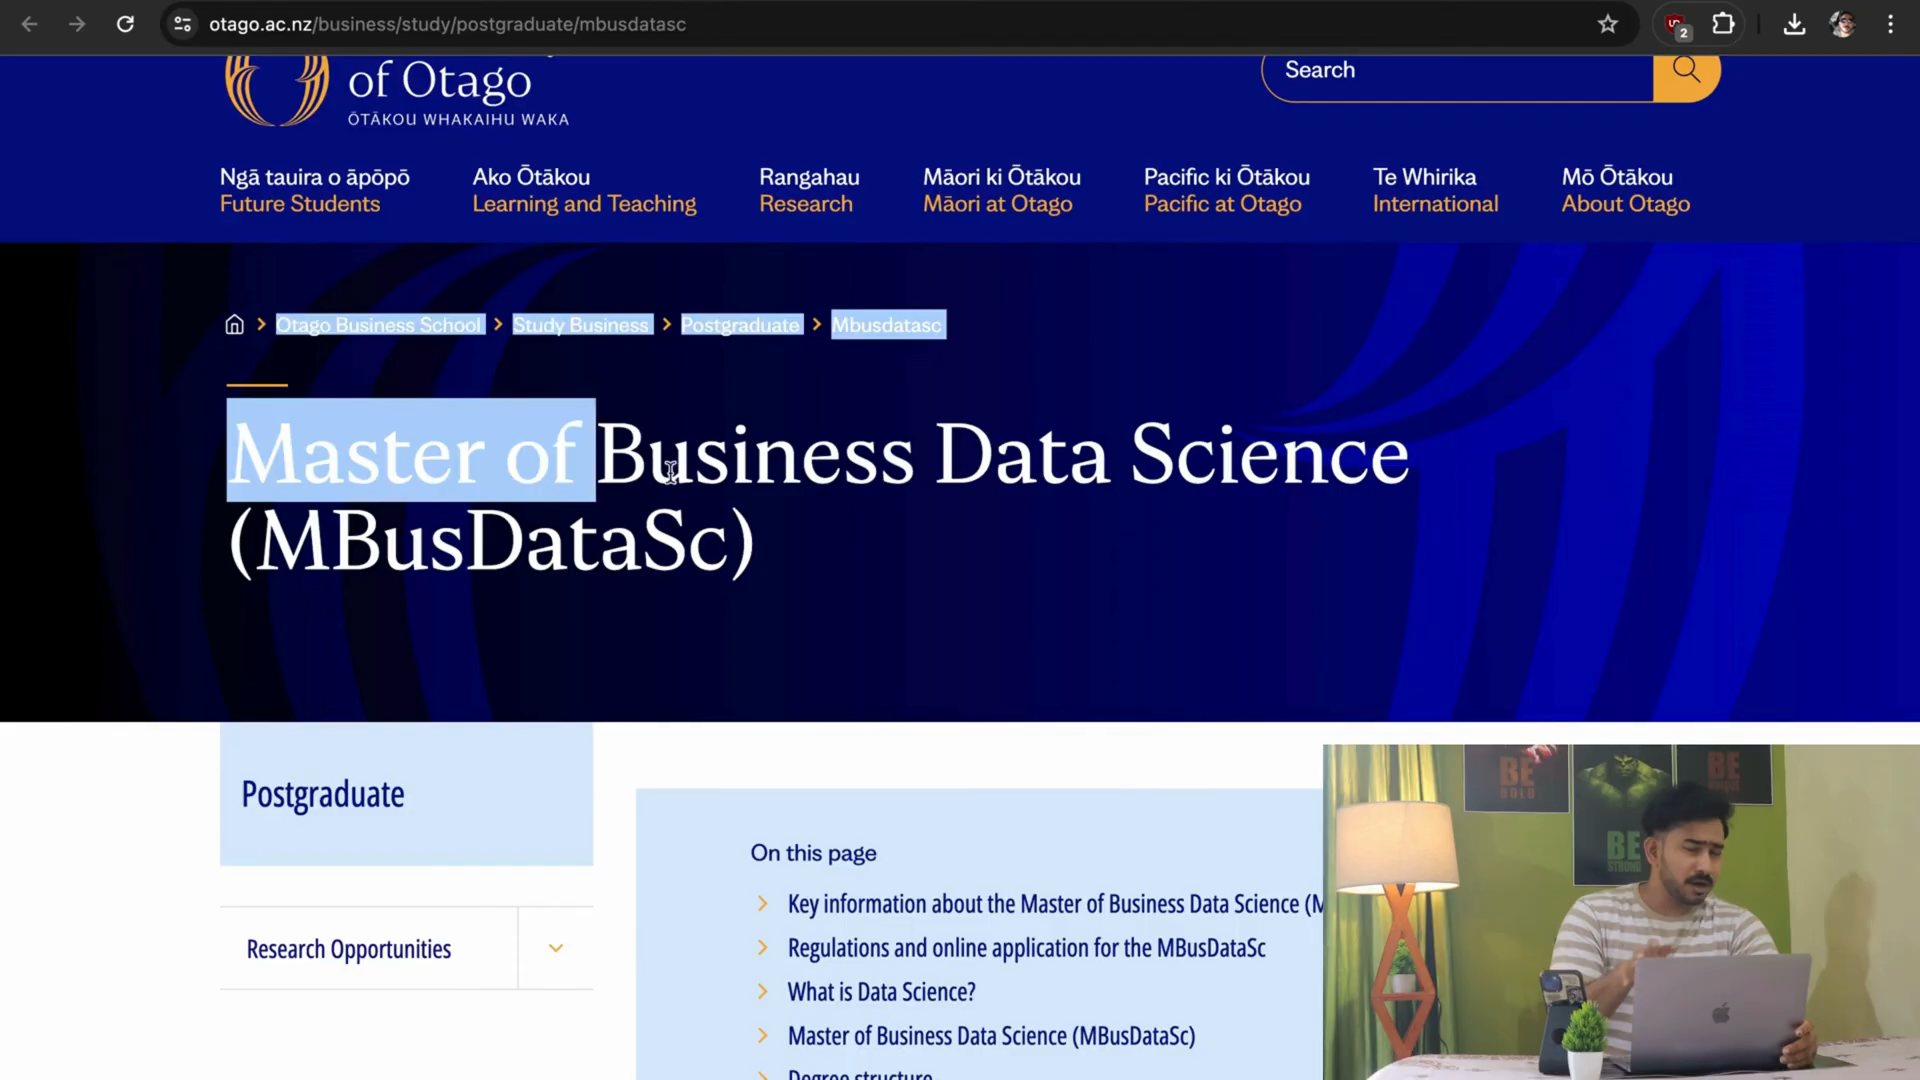 otago.ac.nz/business/study/postgraduate/mbusdatasc
2
of Otago
ŌTĀKOU WHAKAIHU WAKA
Search
Ngā tauira o āpōpō
Future Students
Ako Ōtākou
Learning and Teaching
Rangahau
Research
Māori ki Ōtākou
Māori at Otago
Pacific ki Ōtākou
Pacific at Otago
Te Whirika
International
Mō Ōtākou
About Otago
Otago Business School
Study Business
Postgraduate
Mbusdatasc
Master of Business Data Science
(MBusDataSc)
Postgraduate
Research Opportunities
On this page
Key information about the Master of Business Data Science (M
Regulations and online application for the MBusDataSc
What is Data Science?
Master of Business Data Science (MBusDataSc)
Degree structure
BE
BOLD
BE
STRONG
BE